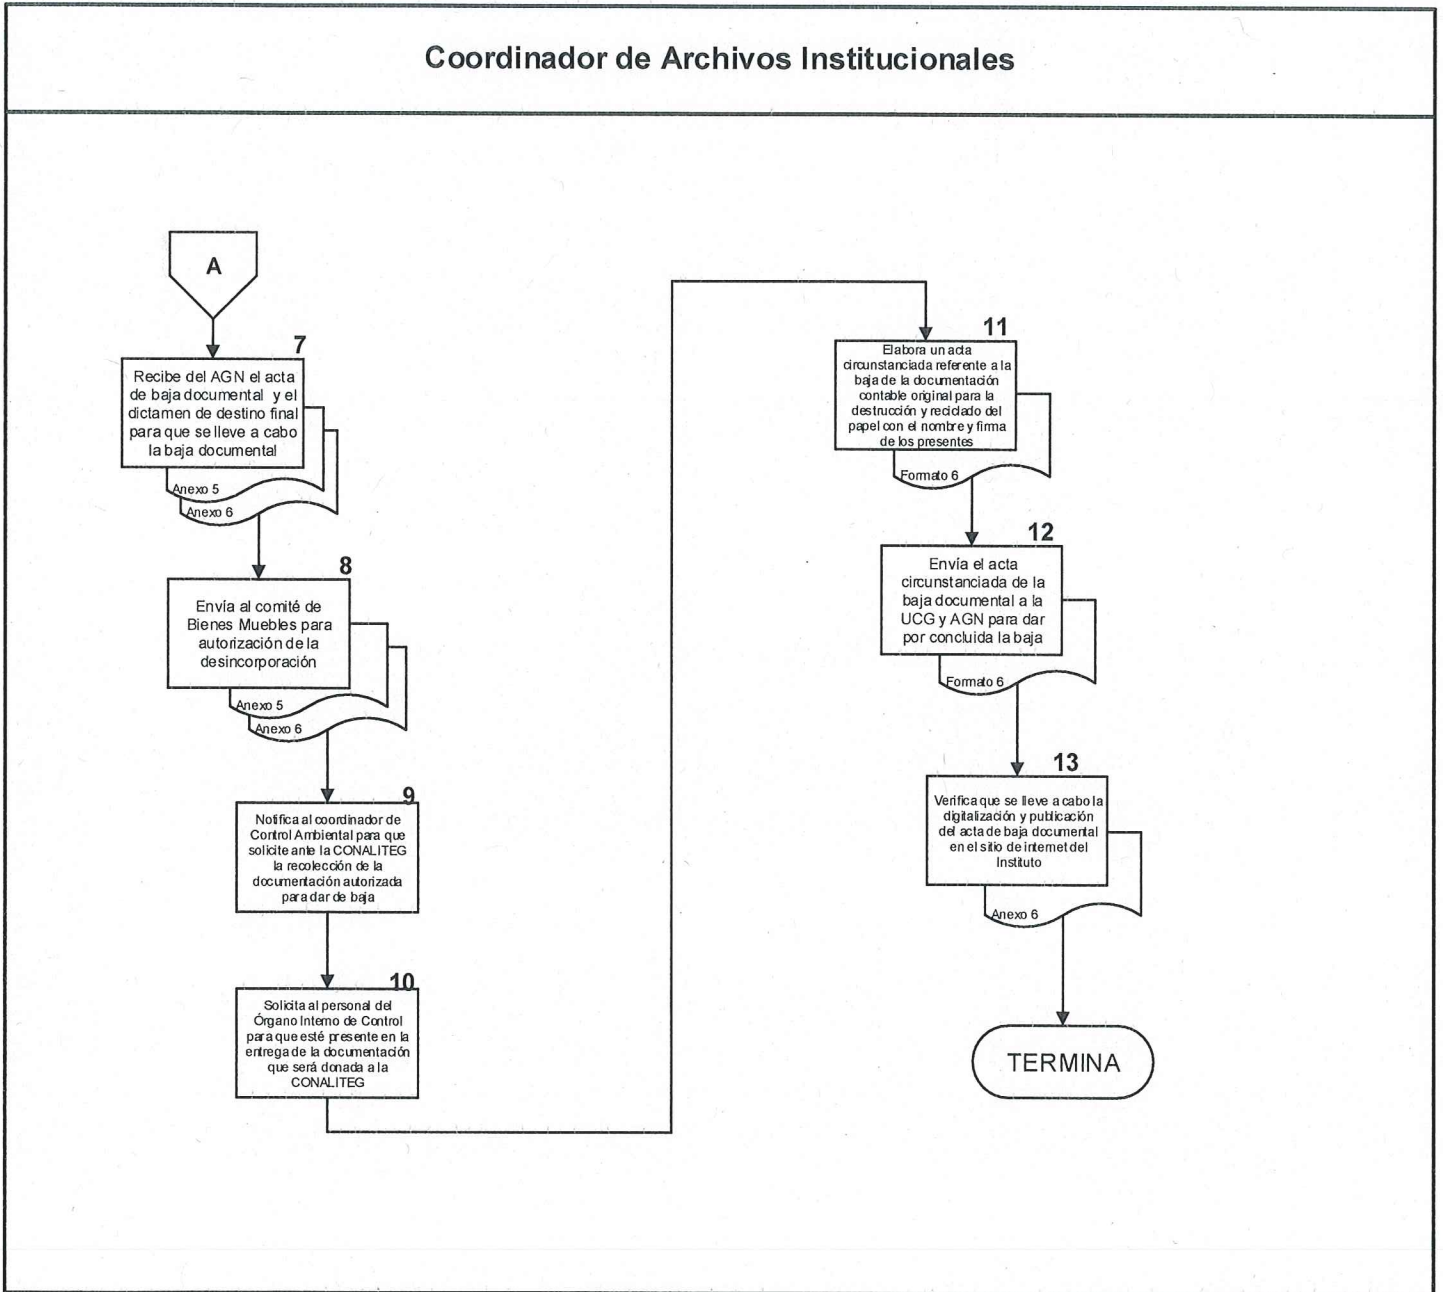 Coordinador de Archivos Institucionales
A
7
Recibe del AGN el acta
de baja documental y el
dictamen de destino final
para que se lleve a cabo
la baja documental
Anexo 5
Anexo 6
8
Envía al comité de
Bienes Muebles para
autorización de la
desincorporación
Anexo 5
Anexo 6
9
Notifica al coordinador de
Control Ambiental para que
solicite ante la CONALITEG
la recolección de la
documentación autorizada
para dar de baja
10
Solicita al personal del
Órgano Interno de Control
para que esté presente en la
entrega de la documentación
que será donada a la
CONALITEG
11
Elabora un acta
circunstanciada referente a la
baja de la documentación
contable original para la
destrucción y reciclado del
papel con el nombre y firma
de los presentes
Formato 6
12
Envía el acta
circunstanciada de la
baja documental a la
UCG y AGN para dar
por concluida la baja
Formato 6
13
Verifica que se lleve a cabo la
digitalización y publicación
del acta de baja documental
en el sitio de internet del
Instituto
Anexo 6
TERMINA